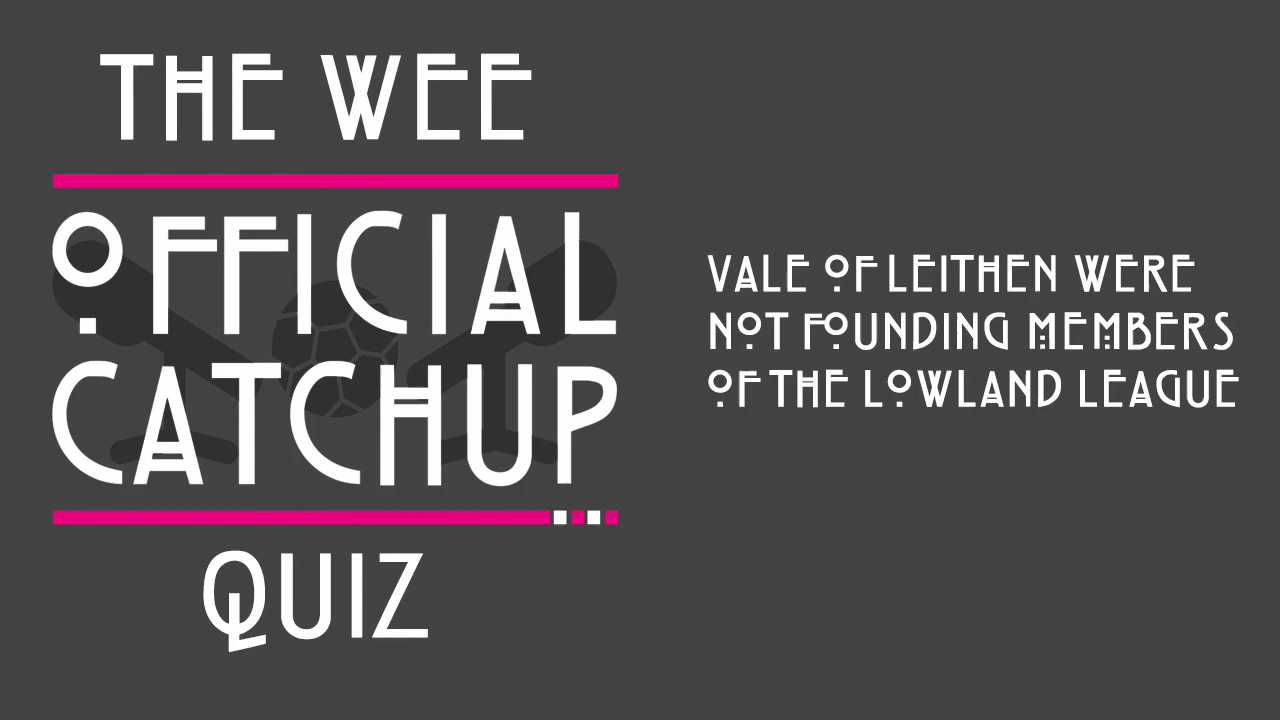 THE WEE
OFFICIAL
CATCHUP
QUIZ
VALE OF LEITHEN WERE
NOT FOUNDING MEMBERS
OF THE LOWLAND LEAGUE